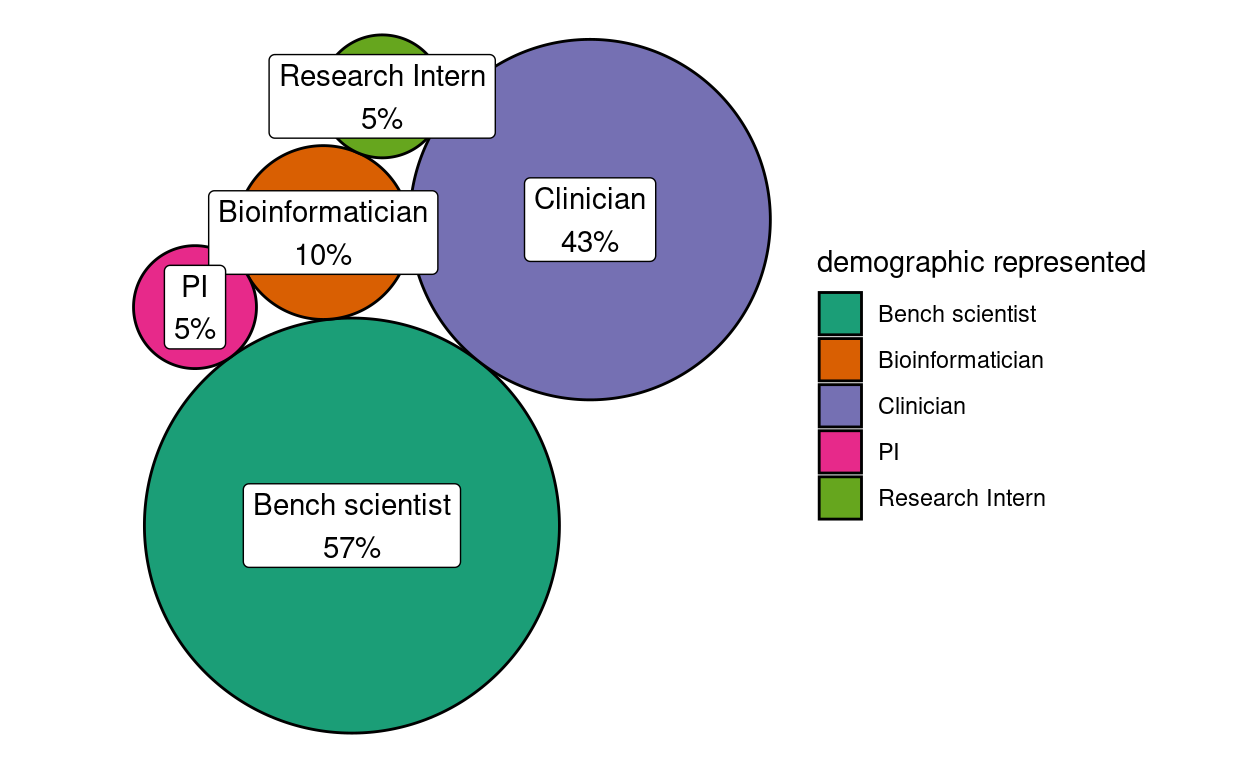 Research Intern
5%
Clinician
43%
Bioinformatician
10%
PI
5%
Bench scientist
57%
demographic represented
Bench scientist
Bioinformatician
Clinician
PI
Research Intern